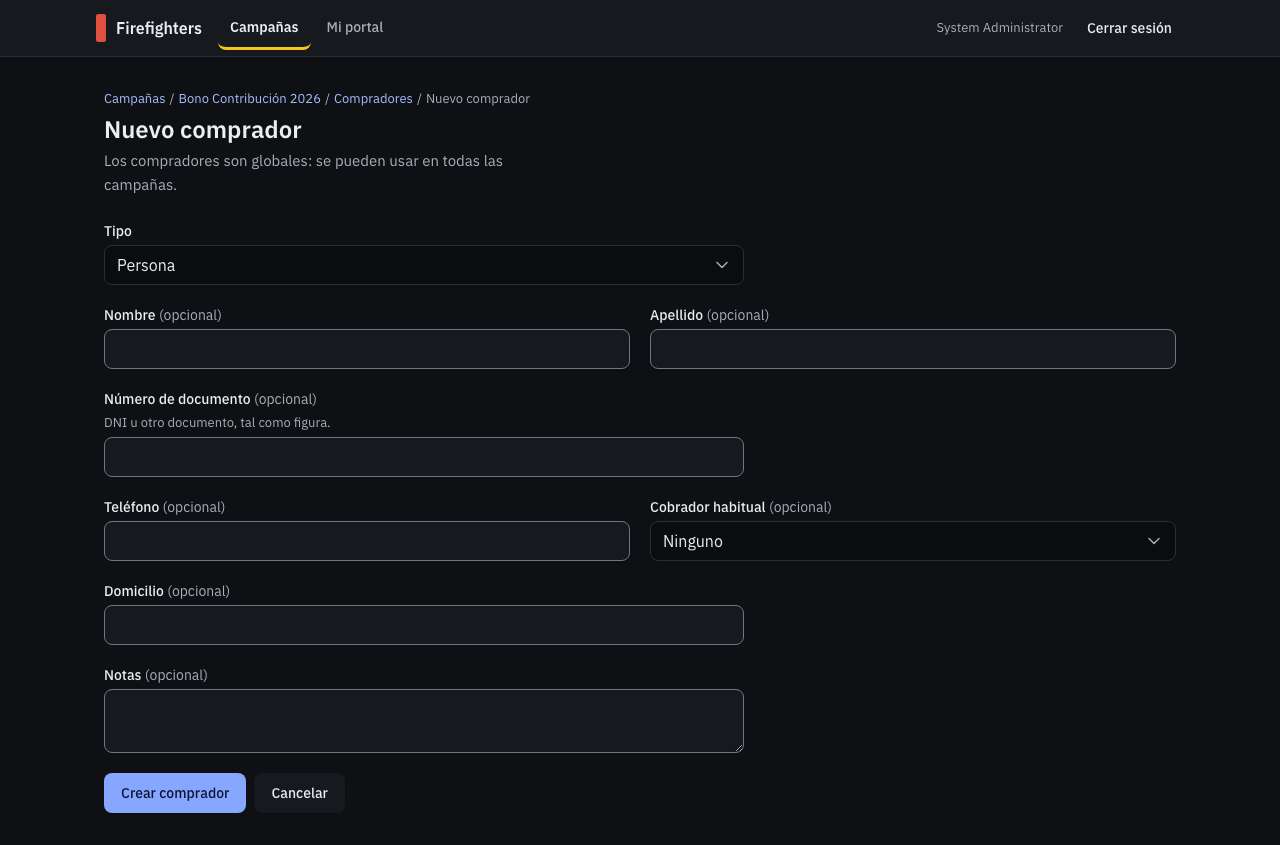 Firefighters Campañas Mi portal System Administrator Cerrar sesión
Campañas / Bono Contribución 2026 / Compradores / Nuevo comprador
Nuevo comprador
Los compradores son globales: se pueden usar en todas las
campañas.
Tipo
Persona
Nombre (opcional) Apellido (opcional)
Número de documento (opcional)
DNI u otro documento, tal como figura.
Teléfono (opcional) Cobrador habitual (opcional)
Ninguno
Domicilio (opcional)
Notas (opcional)
Crear comprador Cancelar